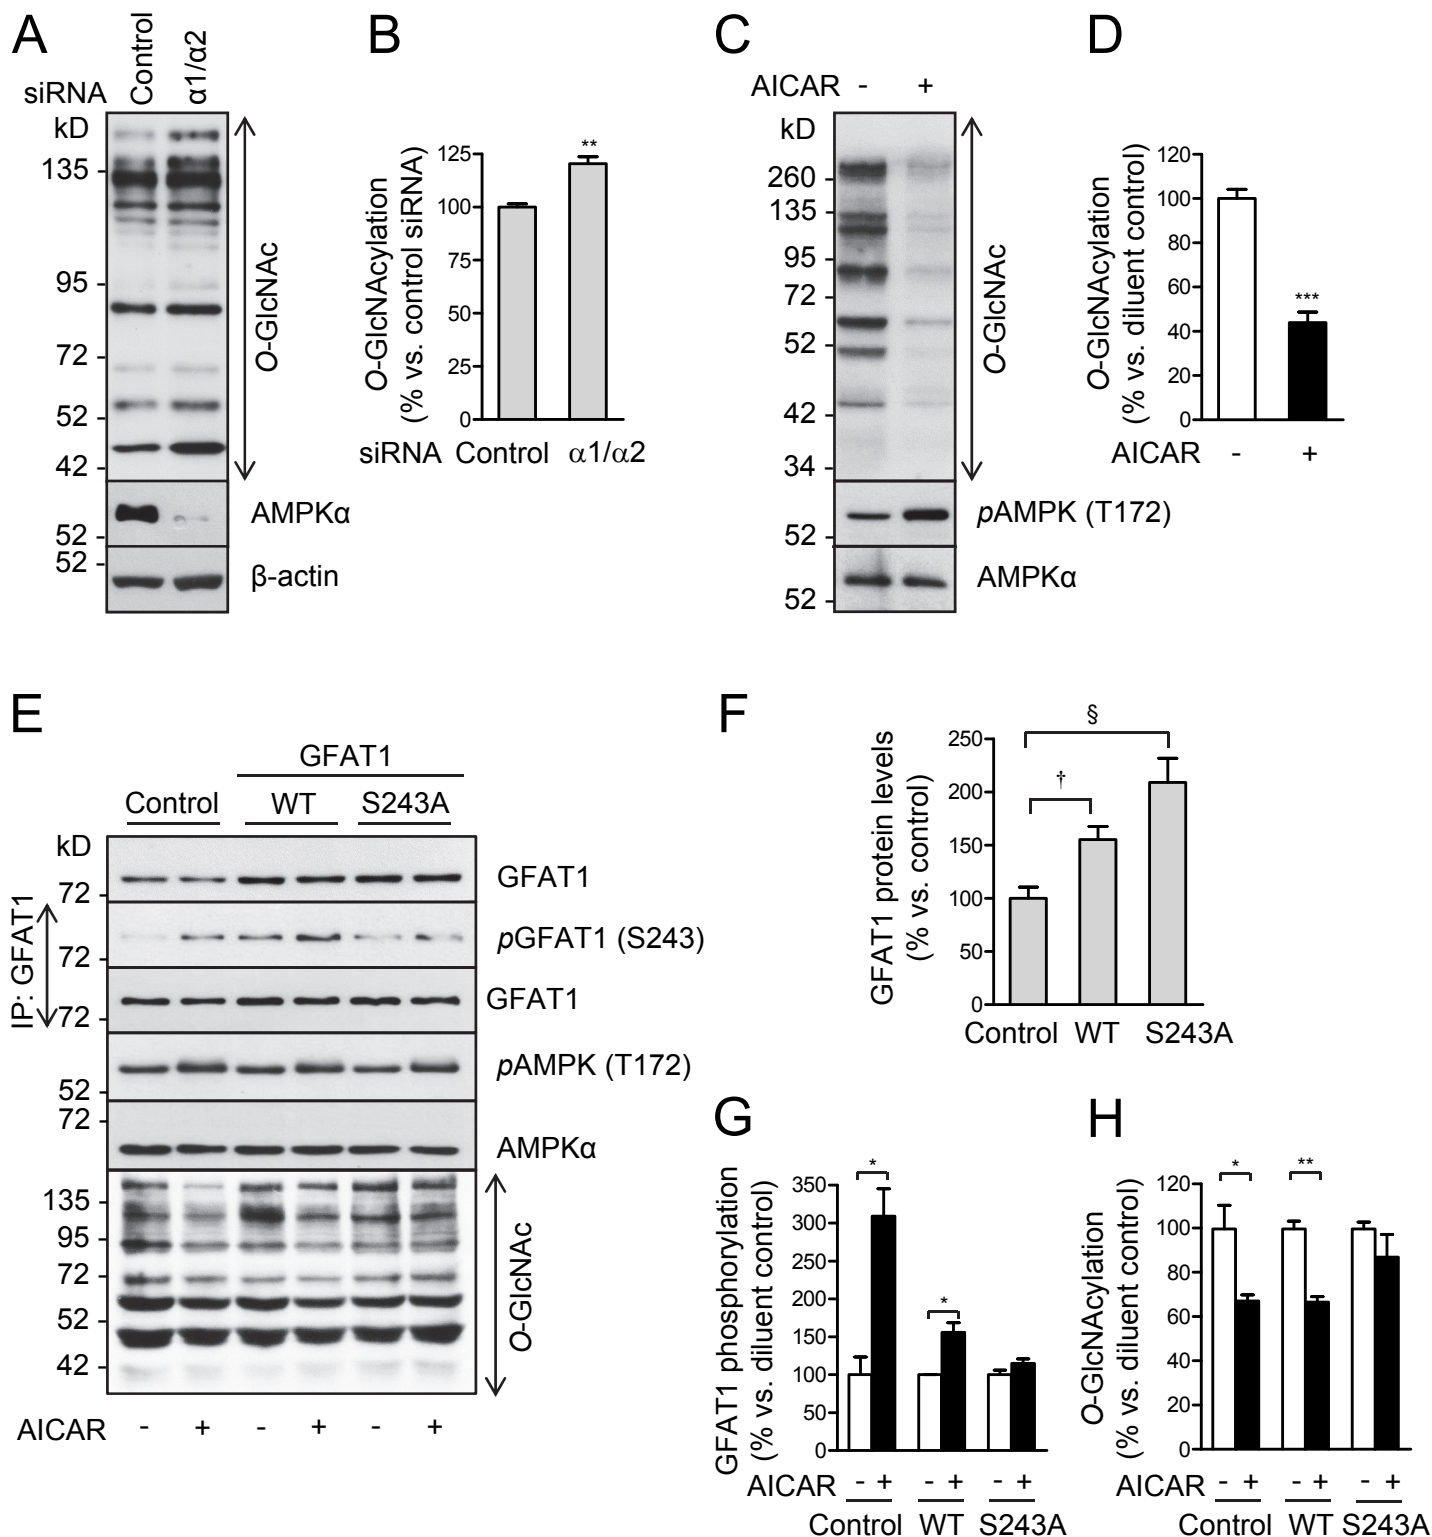 A
siRNA
Control
α1/α2
kD
135
95
72
52
42
52
52
O-GlcNAc
AMPKα
β-actin
B
O-GlcNAcylation
(% vs. control siRNA)
125
100
75
50
25
0
**
siRNA Control α1/α2
C
AICAR - +
kD
260
135
95
72
52
42
34
52
52
O-GlcNAc
pAMPK (T172)
AMPKα
D
O-GlcNAcylation
(% vs. diluent control)
120
100
80
60
40
20
0
***
AICAR - +
E
GFAT1
Control WT S243A
kD
72
72
72
52
72
135
95
72
52
42
IP: GFAT1
GFAT1
pGFAT1 (S243)
GFAT1
pAMPK (T172)
AMPKα
O-GlcNAc
AICAR - + - + - +
F
GFAT1 protein levels
(% vs. control)
250
200
150
100
50
0
§
†
Control WT S243A
G
GFAT1 phosphorylation
(% vs. diluent control)
350
300
250
200
150
100
50
0
*
*
AICAR - + - + - +
Control WT S243A
H
O-GlcNAcylation
(% vs. diluent control)
120
100
80
60
40
20
0
*
**
AICAR - + - + - +
Control WT S243A